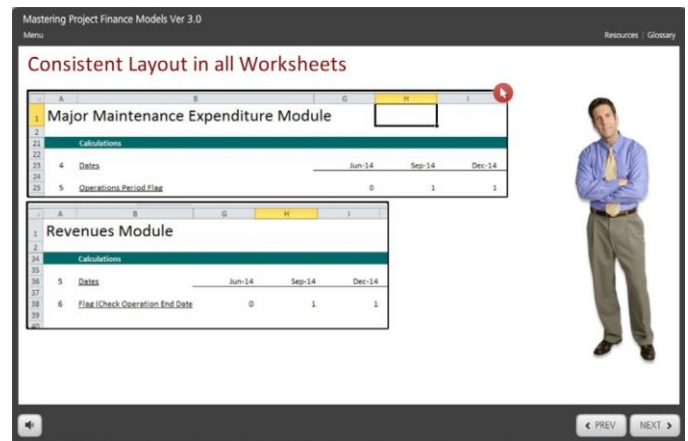 Mastering Project Finance Models Ver 3.0
Menu
Resources | Glossary
Consistent Layout in all Worksheets
A B G H I
1 Major Maintenance Expenditure Module
2
21 Calculations
22
23 4 Dates Jun-14 Sep-14 Dec-14
24
25 5 Operations Period Flag 0 1 1
A B G H I
1 Revenues Module
2
34 Calculations
35
36 5 Dates Jun-14 Sep-14 Dec-14
37
38 6 Flag (Check Operation End Date 0 1 1
39
40
PREV NEXT